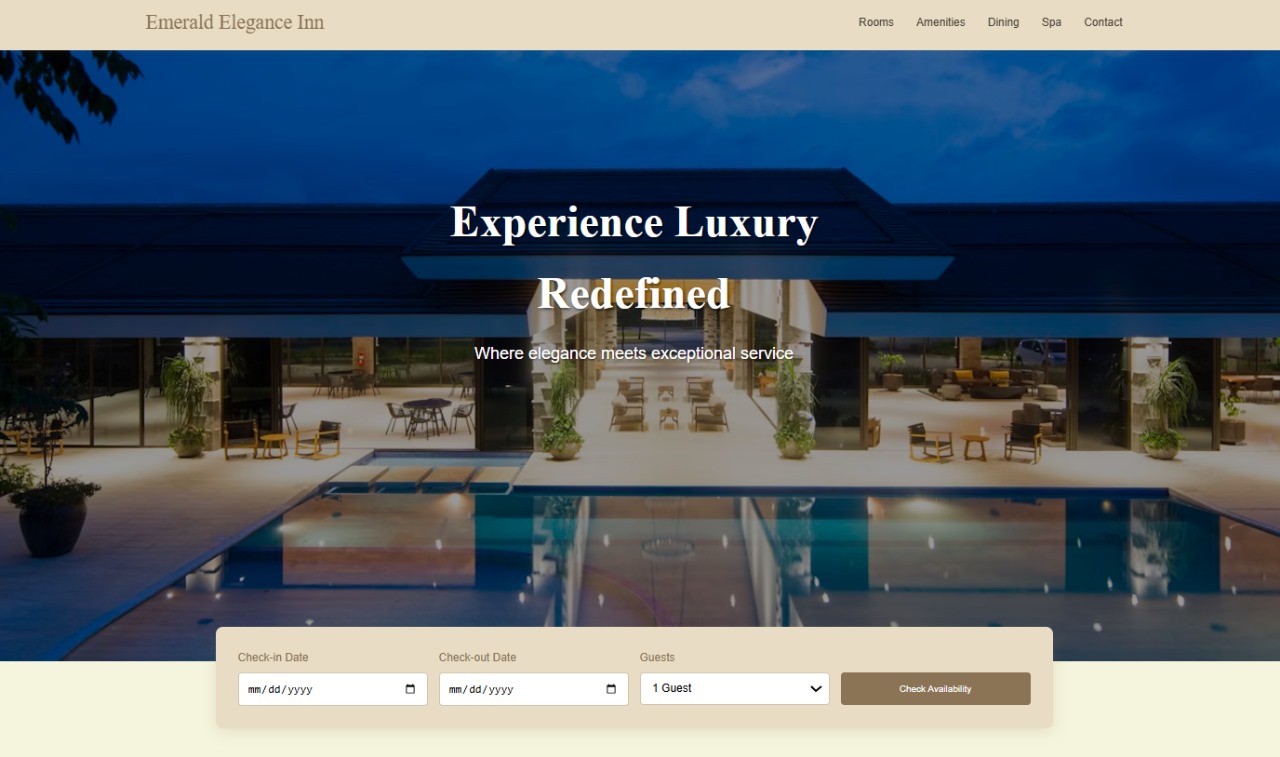 Emerald Elegance Inn
Rooms Amenities Dining Spa Contact
Experience Luxury
Redefined
Where elegance meets exceptional service
Check-in Date Check-out Date Guests
mm/dd/yyyy mm/dd/yyyy 1 Guest Check Availability